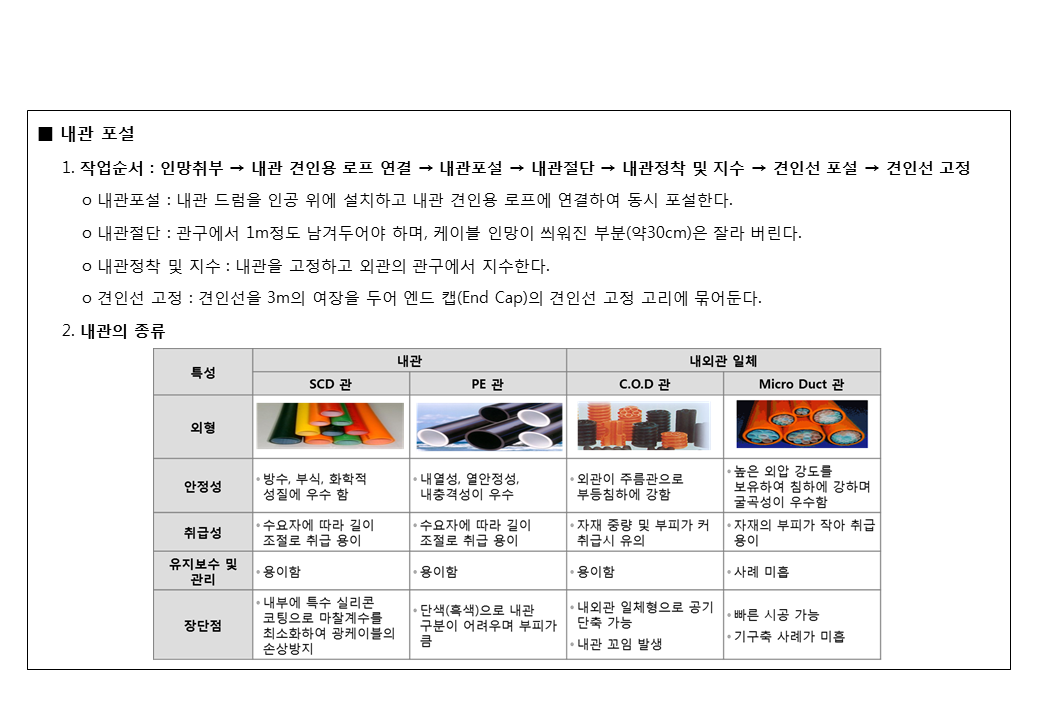 ■ 내관 포설
1. 작업순서 : 인망취부 → 내관 견인용 로프 연결 → 내관포설 → 내관절단 → 내관정착 및 지수 → 견인선 포설 → 견인선 고정
o 내관포설 : 내관 드럼을 인공 위에 설치하고 내관 견인용 로프에 연결하여 동시 포설한다.
o 내관절단 : 관구에서 1m정도 남겨두어야 하며, 케이블 인망이 씌워진 부분(약30cm)은 잘라 버린다.
o 내관정착 및 지수 : 내관을 고정하고 외관의 관구에서 지수한다.
o 견인선 고정 : 견인선을 3m의 여장을 두어 엔드 캡(End Cap)의 견인선 고정 고리에 묶어둔다.
2. 내관의 종류
특성
내관
내외관 일체
SCD 관
PE 관
C.O.D 관
Micro Duct 관
외형
안정성
• 방수, 부식, 화학적
성질에 우수 함
• 내열성, 열안정성,
내충격성이 우수
• 외관이 주름관으로
부등침하에 강함
• 높은 외압 강도를
보유하여 침하에 강하며
굴곡성이 우수함
취급성
• 수요자에 따라 길이
조절로 취급 용이
• 수요자에 따라 길이
조절로 취급 용이
• 자재 중량 및 부피가 커
취급시 유의
• 자재의 부피가 작아 취급
용이
유지보수 및
관리
• 용이함
• 용이함
• 용이함
• 사례 미흡
장단점
• 내부에 특수 실리콘
코팅으로 마찰계수를
최소화하여 광케이블의
손상방지
• 단색(흑색)으로 내관
구분이 어려우며 부피가
큼
• 내외관 일체형으로 공기
단축 가능
• 내관 꼬임 발생
• 빠른 시공 가능
• 기구축 사례가 미흡